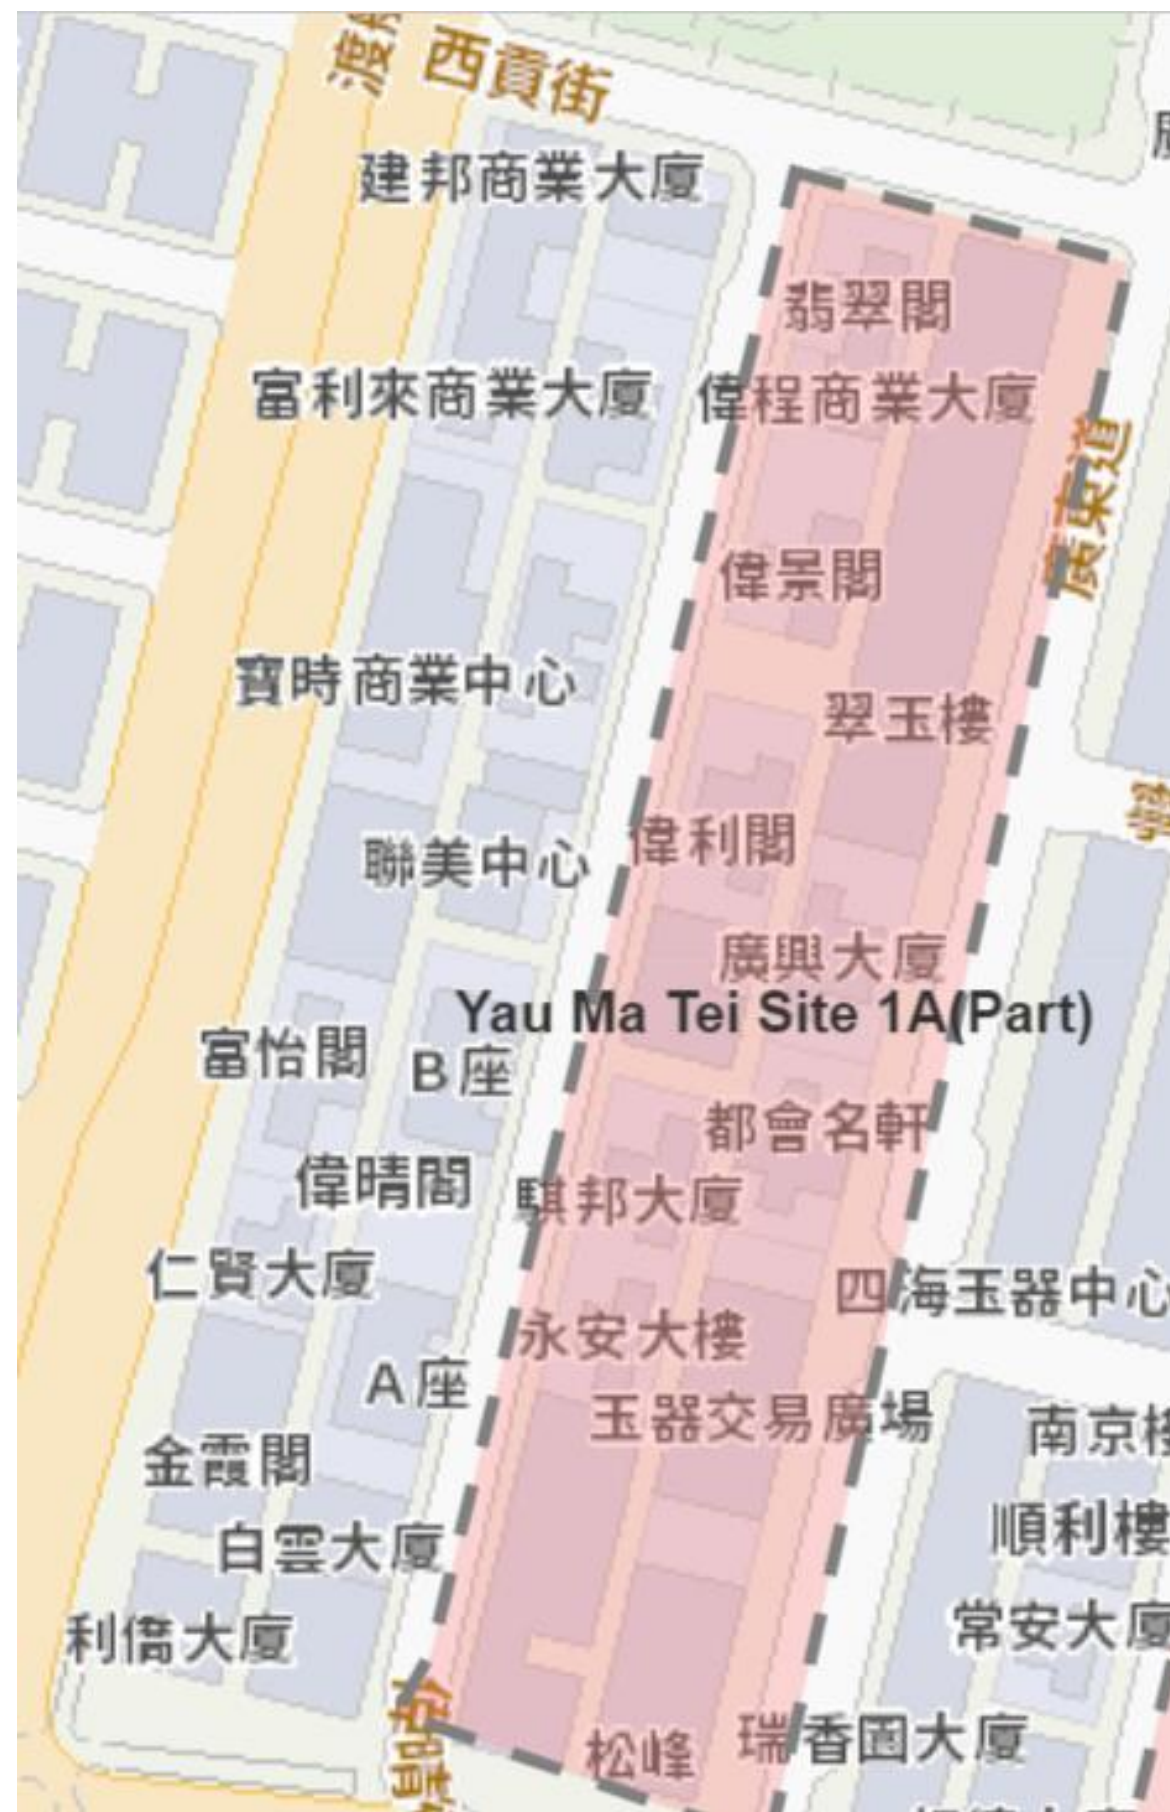 西貢街
建邦商業大廈
翡翠閣
富利來商業大廈
偉程商業大廈
廣東道
偉景閣
寶時商業中心
翠玉樓
偉利閣
聯美中心
廣興大廈
Yau Ma Tei Site 1A(Part)
富怡閣
B座
都會名軒
偉晴閣
騏邦大廈
仁賢大廈
四海玉器中心
永安大樓
A座
玉器交易廣場
南京
金霞閣
順利樓
白雲大廈
利僑大廈
常安大廈
松峰
瑞香園大廈